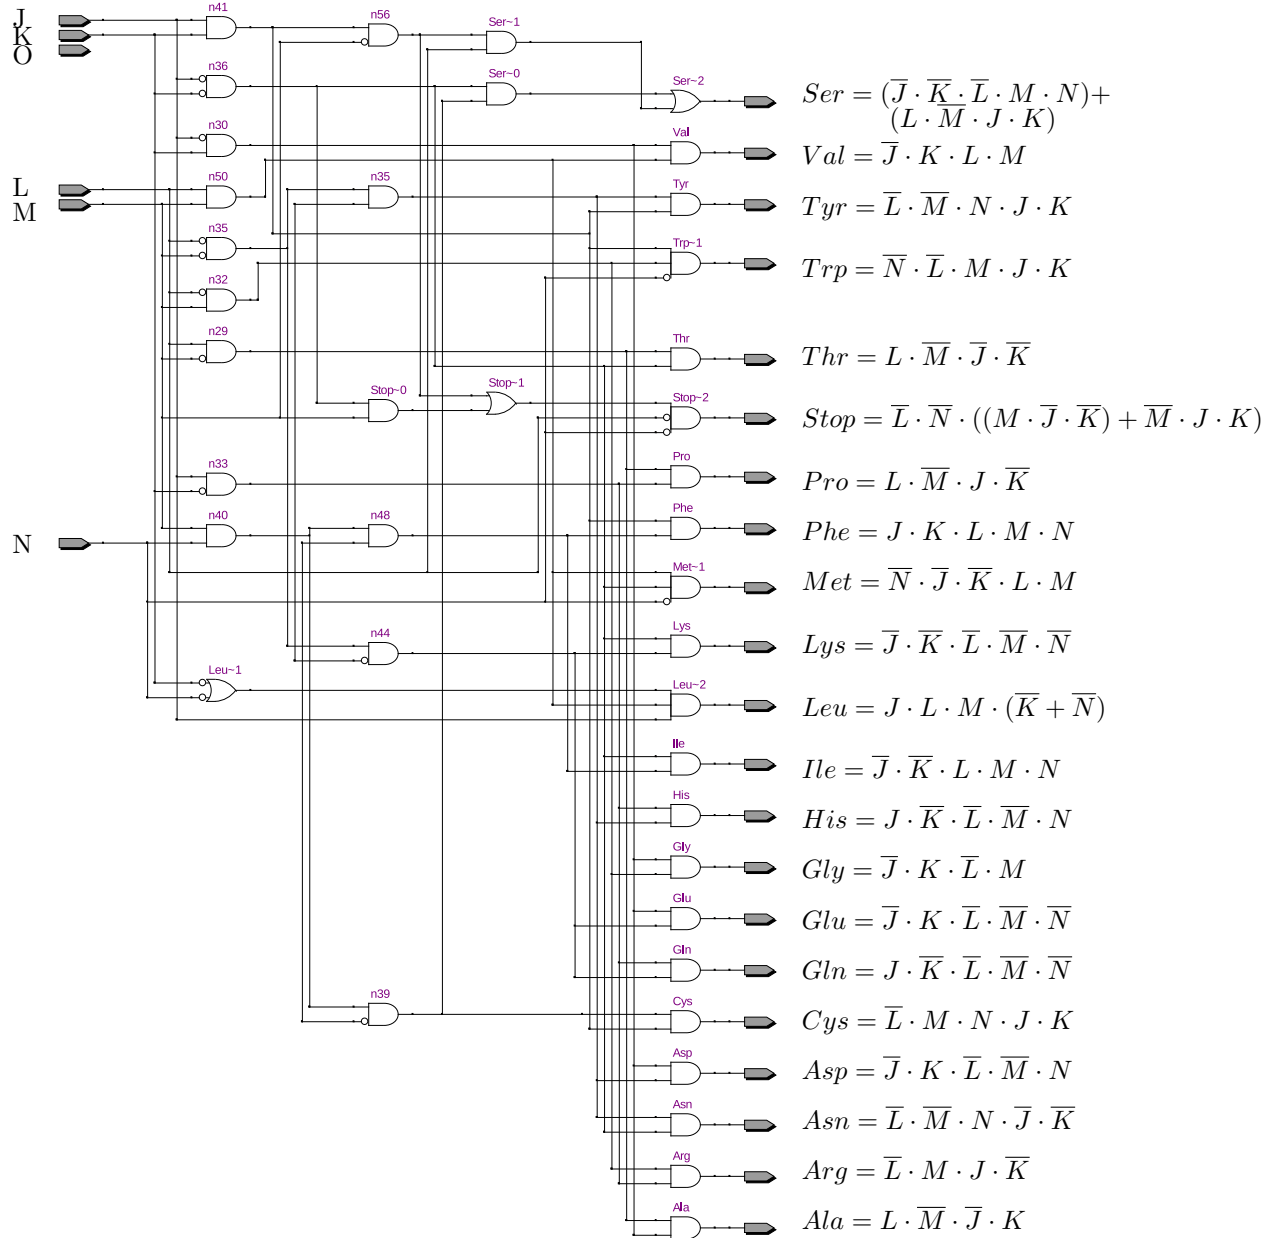 J
K
O
n41
n56
Ser~1
n36
Ser~0
Ser~2
Ser = (J̅ · K̅ · L̅ · M · N)+
(L · M̅ · J · K)
n30
Val
Val = J̅ · K · L · M
L
M
n50
n35
Tyr
Tyr = L̅ · M̅ · N · J · K
n35
Trp~1
Trp = N̅ · L̅ · M · J · K
n32
n29
Thr
Thr = L · M̅ · J̅ · K̅
Stop~0
Stop~1
Stop~2
Stop = L̅ · N̅ · ((M · J̅ · K̅) + M̅ · J · K)
n33
Pro
Pro = L · M̅ · J · K̅
N
n40
n48
Phe
Phe = J · K · L · M · N
Met~1
Met = N̅ · J̅ · K̅ · L · M
n44
Lys
Lys = J̅ · K̅ · L̅ · M̅ · N̅
Leu~1
Leu~2
Leu = J · L · M · (K̅ + N̅)
Ile
Ile = J̅ · K̅ · L · M · N
His
His = J · K̅ · L̅ · M̅ · N
Gly
Gly = J̅ · K · L̅ · M
Glu
Glu = J̅ · K · L̅ · M̅ · N̅
Gln
Gln = J · K̅ · L̅ · M̅ · N̅
n39
Cys
Cys = L̅ · M · N · J · K
Asp
Asp = J̅ · K · L̅ · M̅ · N
Asn
Asn = L̅ · M̅ · N · J̅ · K̅
Arg
Arg = L̅ · M · J · K̅
Ala
Ala = L · M̅ · J̅ · K